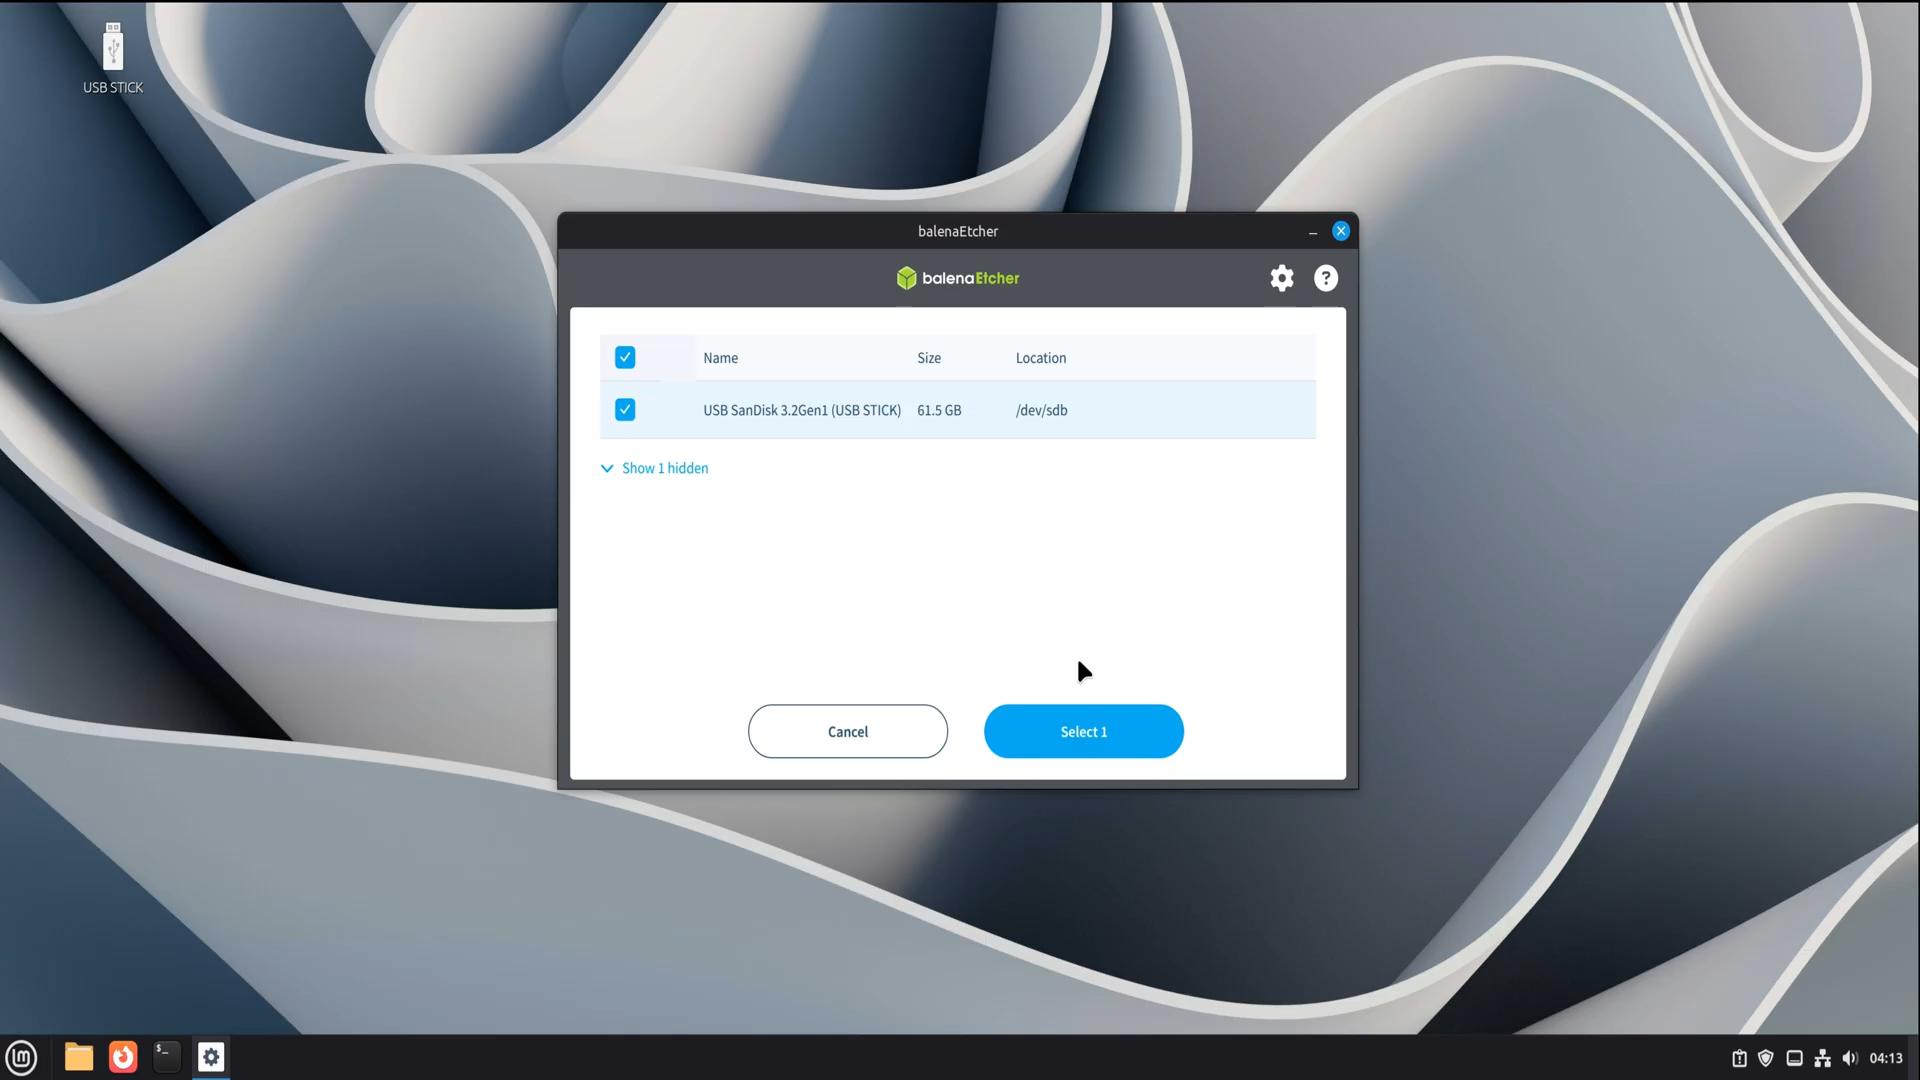 USB STICK
balenaEtcher
balenaEtcher
?
Name Size Location
USB SanDisk 3.2Gen1 (USB STICK) 61.5 GB /dev/sdb
Show 1 hidden
Cancel Select 1
lm $_ 04:13